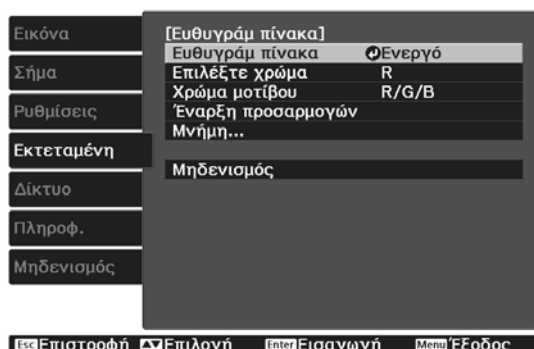 Εικόνα
Σήμα
Ρυθμίσεις
Εκτεταμένη
Δίκτυο
Πληροφ.
Μηδενισμός
[Ευθυγράμ πίνακα]
Ευθυγράμ πίνακα Ενεργό
Επιλέξτε χρώμα R
Χρώμα μοτίβου R/G/B
Έναρξη προσαρμογών
Μνήμη...
Μηδενισμός
Esc Επιστροφή Επιλογή Enter Εισαγωγή Menu Έξοδος